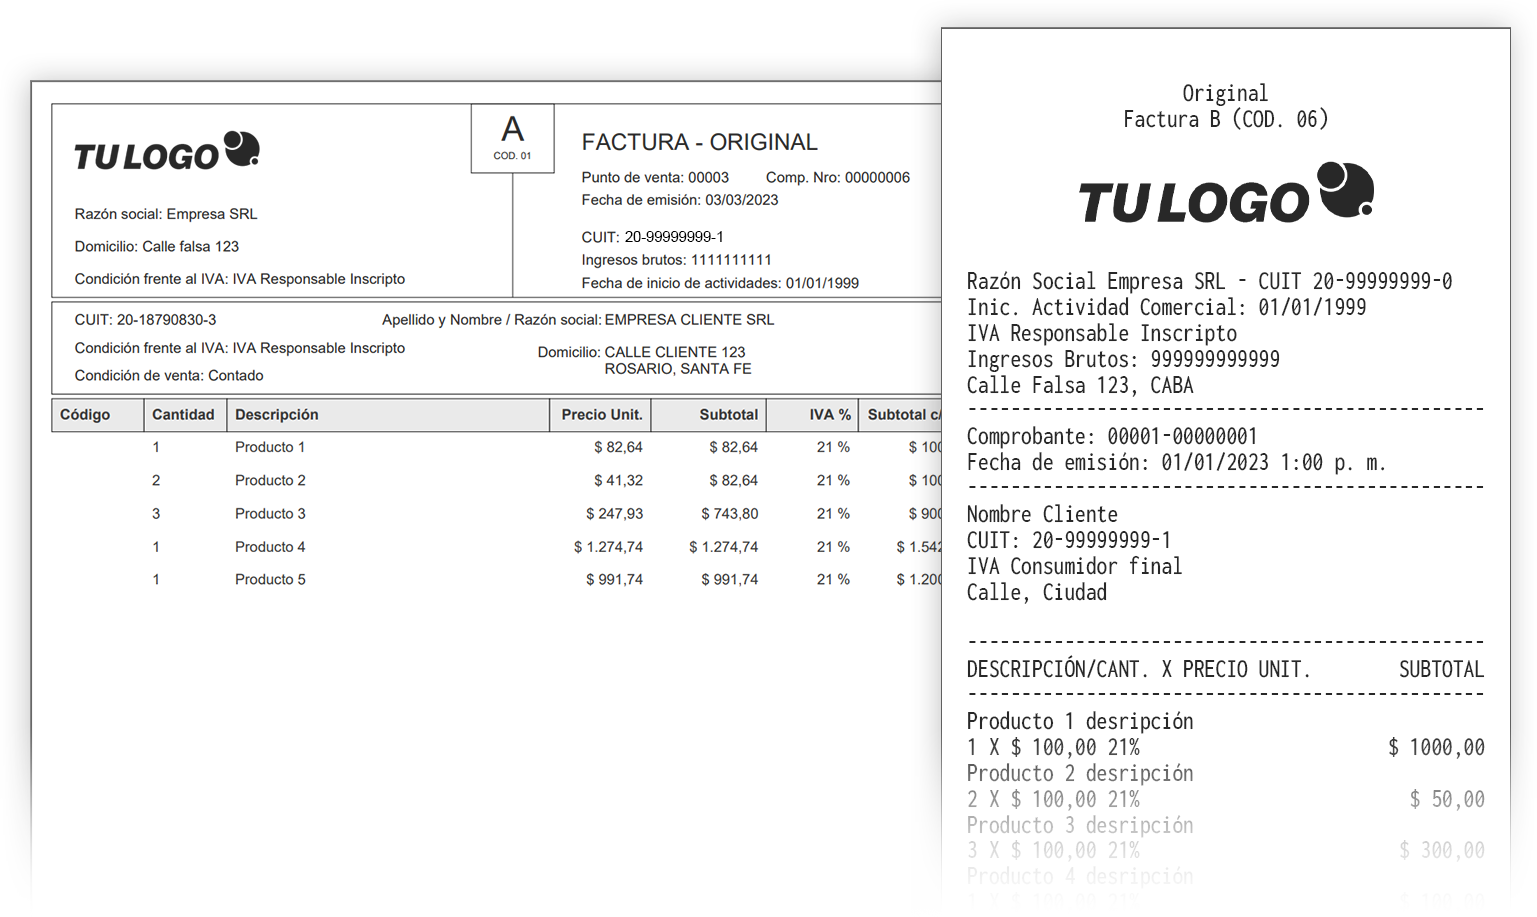 TU LOGO
A
COD. 01
FACTURA - ORIGINAL
Punto de venta: 00003 Comp. Nro: 00000006
Fecha de emisión: 03/03/2023
Razón social: Empresa SRL
Domicilio: Calle falsa 123
Condición frente al IVA: IVA Responsable Inscripto
CUIT: 20-99999999-1
Ingresos brutos: 1111111111
Fecha de inicio de actividades: 01/01/1999
CUIT: 20-18790830-3 Apellido y Nombre / Razón social: EMPRESA CLIENTE SRL
Condición frente al IVA: IVA Responsable Inscripto Domicilio: CALLE CLIENTE 123
ROSARIO, SANTA FE
Condición de venta: Contado
Código Cantidad Descripción Precio Unit. Subtotal IVA % Subtotal c/
1 Producto 1 $ 82,64 $ 82,64 21 % $ 100
2 Producto 2 $ 41,32 $ 82,64 21 % $ 100
3 Producto 3 $ 247,93 $ 743,80 21 % $ 900
1 Producto 4 $ 1.274,74 $ 1.274,74 21 % $ 1.542
1 Producto 5 $ 991,74 $ 991,74 21 % $ 1.200
Original
Factura B (COD. 06)
TU LOGO
Razón Social Empresa SRL - CUIT 20-99999999-0
Inic. Actividad Comercial: 01/01/1999
IVA Responsable Inscripto
Ingresos Brutos: 999999999999
Calle Falsa 123, CABA
Comprobante: 00001-00000001
Fecha de emisión: 01/01/2023 1:00 p. m.
Nombre Cliente
CUIT: 20-99999999-1
IVA Consumidor final
Calle, Ciudad
DESCRIPCIÓN/CANT. X PRECIO UNIT. SUBTOTAL
Producto 1 desripción
1 X $ 100,00 21% $ 1000,00
Producto 2 desripción
2 X $ 100,00 21% $ 50,00
Producto 3 desripción
3 X $ 100,00 21% $ 300,00
Producto 4 desripción